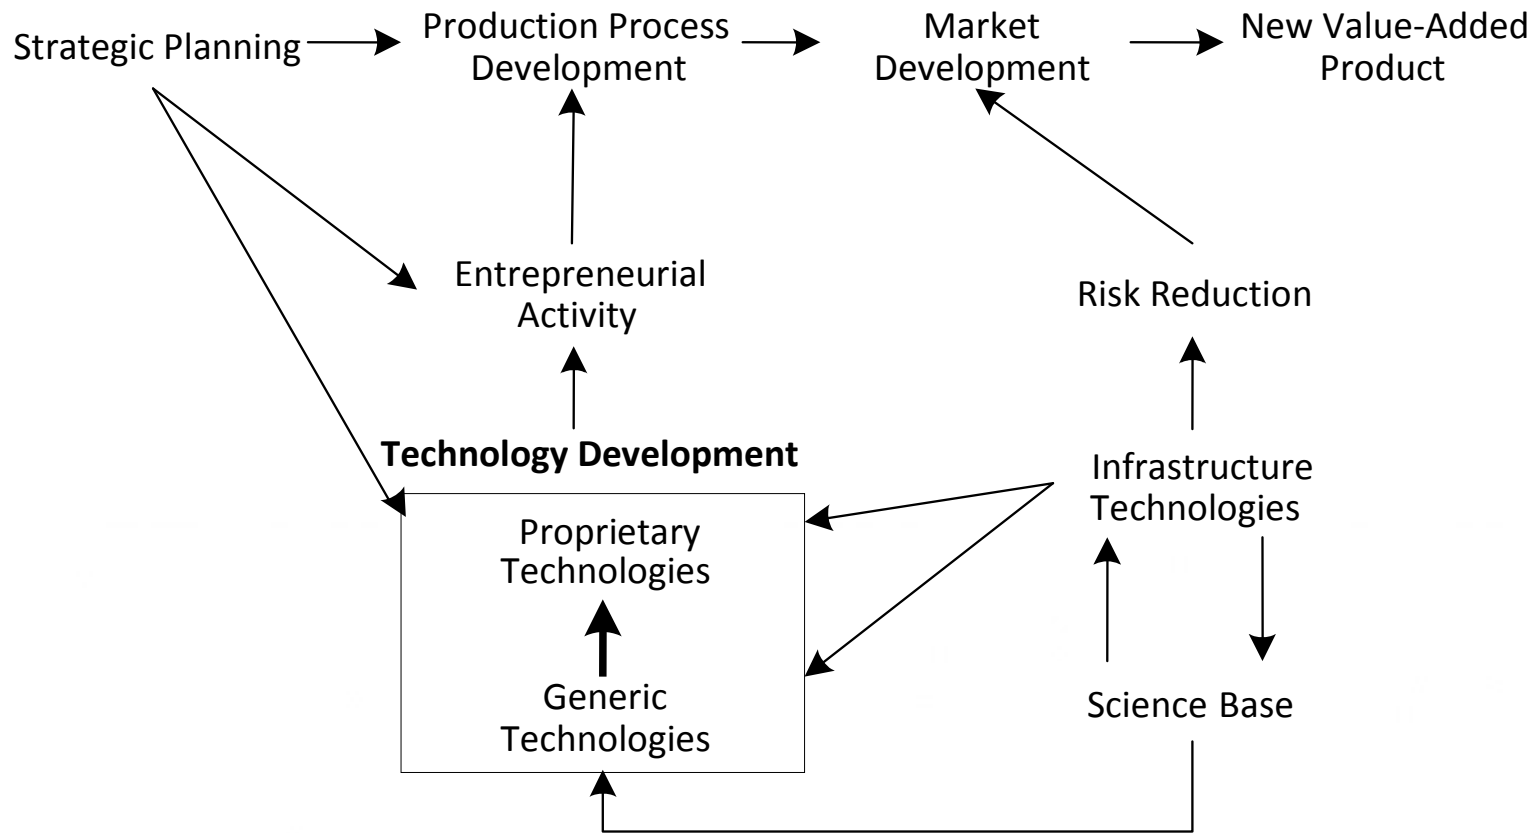 Strategic Planning
Production Process
Development
Market
Development
New Value-Added
Product
Entrepreneurial
Activity
Risk Reduction
Technology Development
Infrastructure
Technologies
Proprietary
Technologies
Generic
Technologies
Science Base